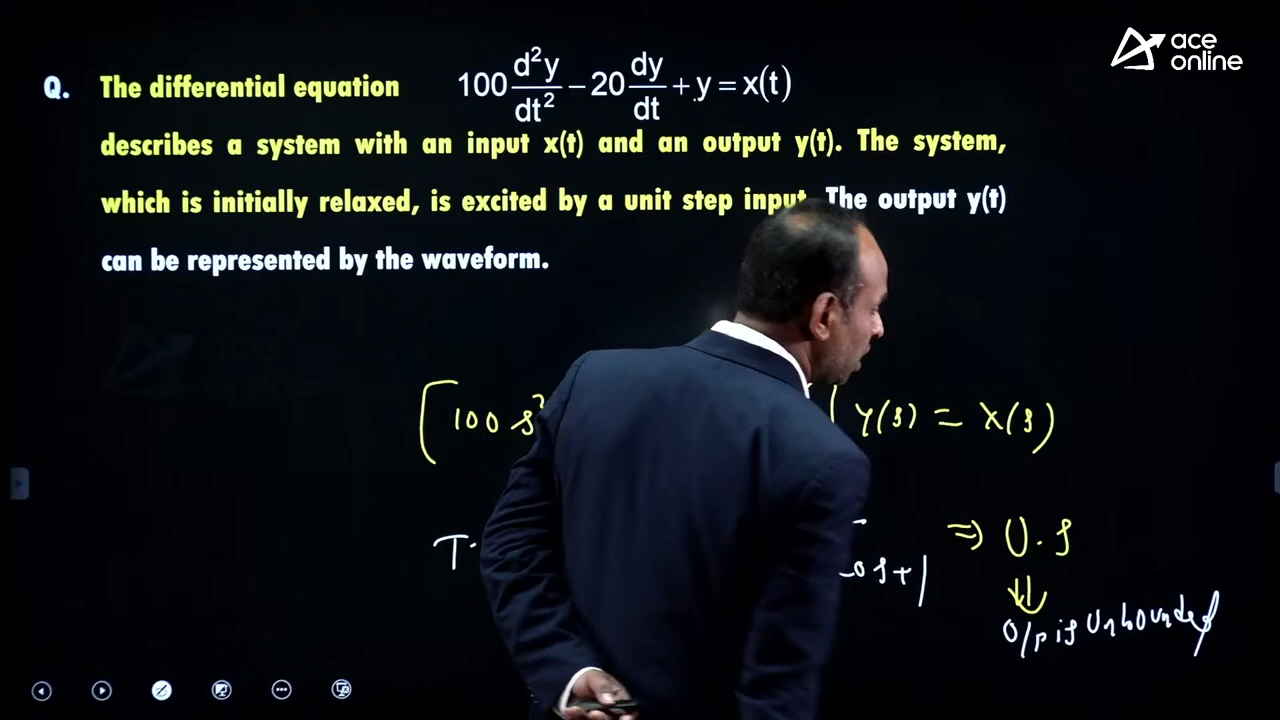 ace
online
Q. The differential equation 100 d²y/dt² − 20 dy/dt + y = x(t)
describes a system with an input x(t) and an output y(t). The system,
which is initially relaxed, is excited by a unit step input. The output y(t)
can be represented by the waveform.
[100 s² Y(s) = X(s)
T. ⇒ U.S
s+1
O/p is Unbounded